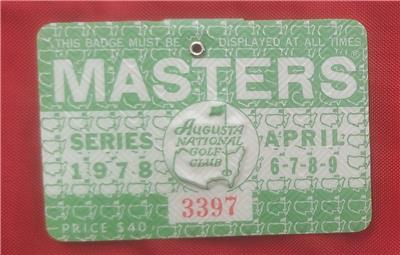 THIS BADGE MUST BE DISPLAYED AT ALL TIMES
MASTERS
SERIES
1978
AUGUSTA
NATIONAL
GOLF
CLUB
APRIL
6-7-8-9
3397
PRICE $40